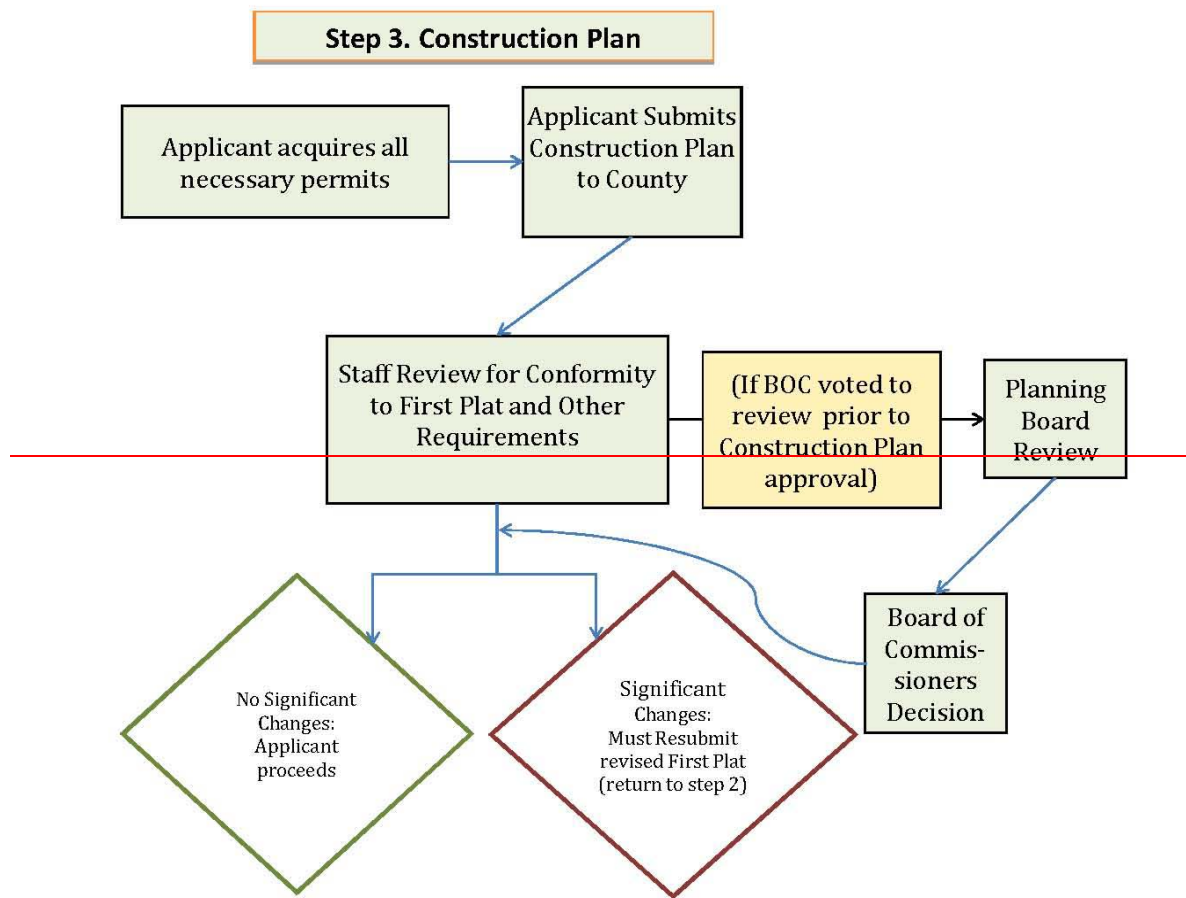 Step 3. Construction Plan
Applicant acquires all
necessary permits
Applicant Submits
Construction Plan
to County
Staff Review for Conformity
to First Plat and Other
Requirements
(If BOC voted to
review prior to
Construction Plan
approval)
Planning
Board
Review
Board of
Commis-
sioners
Decision
No Significant
Changes:
Applicant
proceeds
Significant
Changes:
Must Resubmit
revised First Plat
(return to step 2)